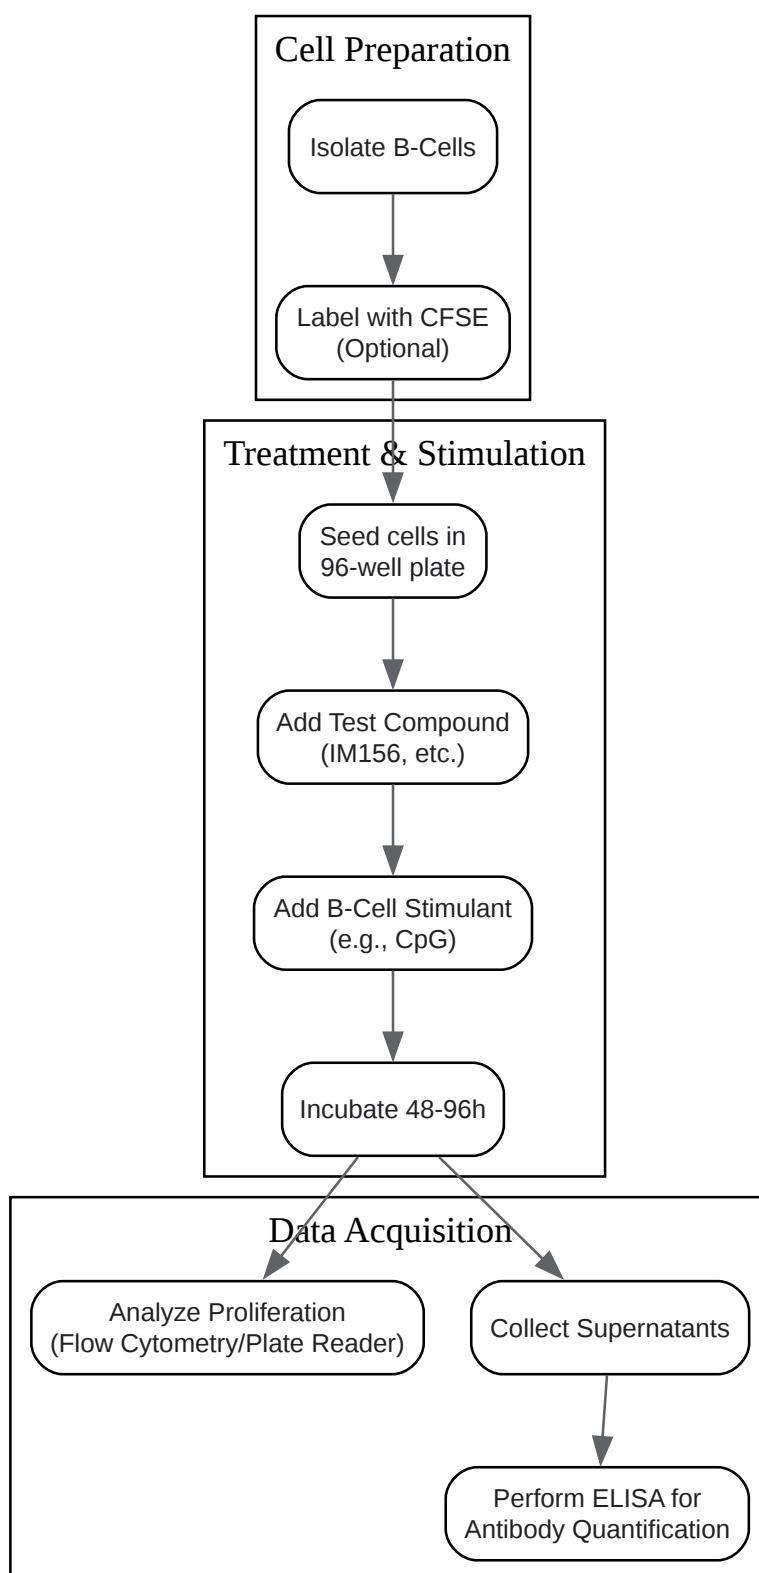 Cell Preparation
Isolate B-Cells
Label with CFSE
(Optional)
Treatment & Stimulation
Seed cells in
96-well plate
Add Test Compound
(IM156, etc.)
Add B-Cell Stimulant
(e.g., CpG)
Incubate 48-96h
Data Acquisition
Analyze Proliferation
(Flow Cytometry/Plate Reader)
Collect Supernatants
Perform ELISA for
Antibody Quantification